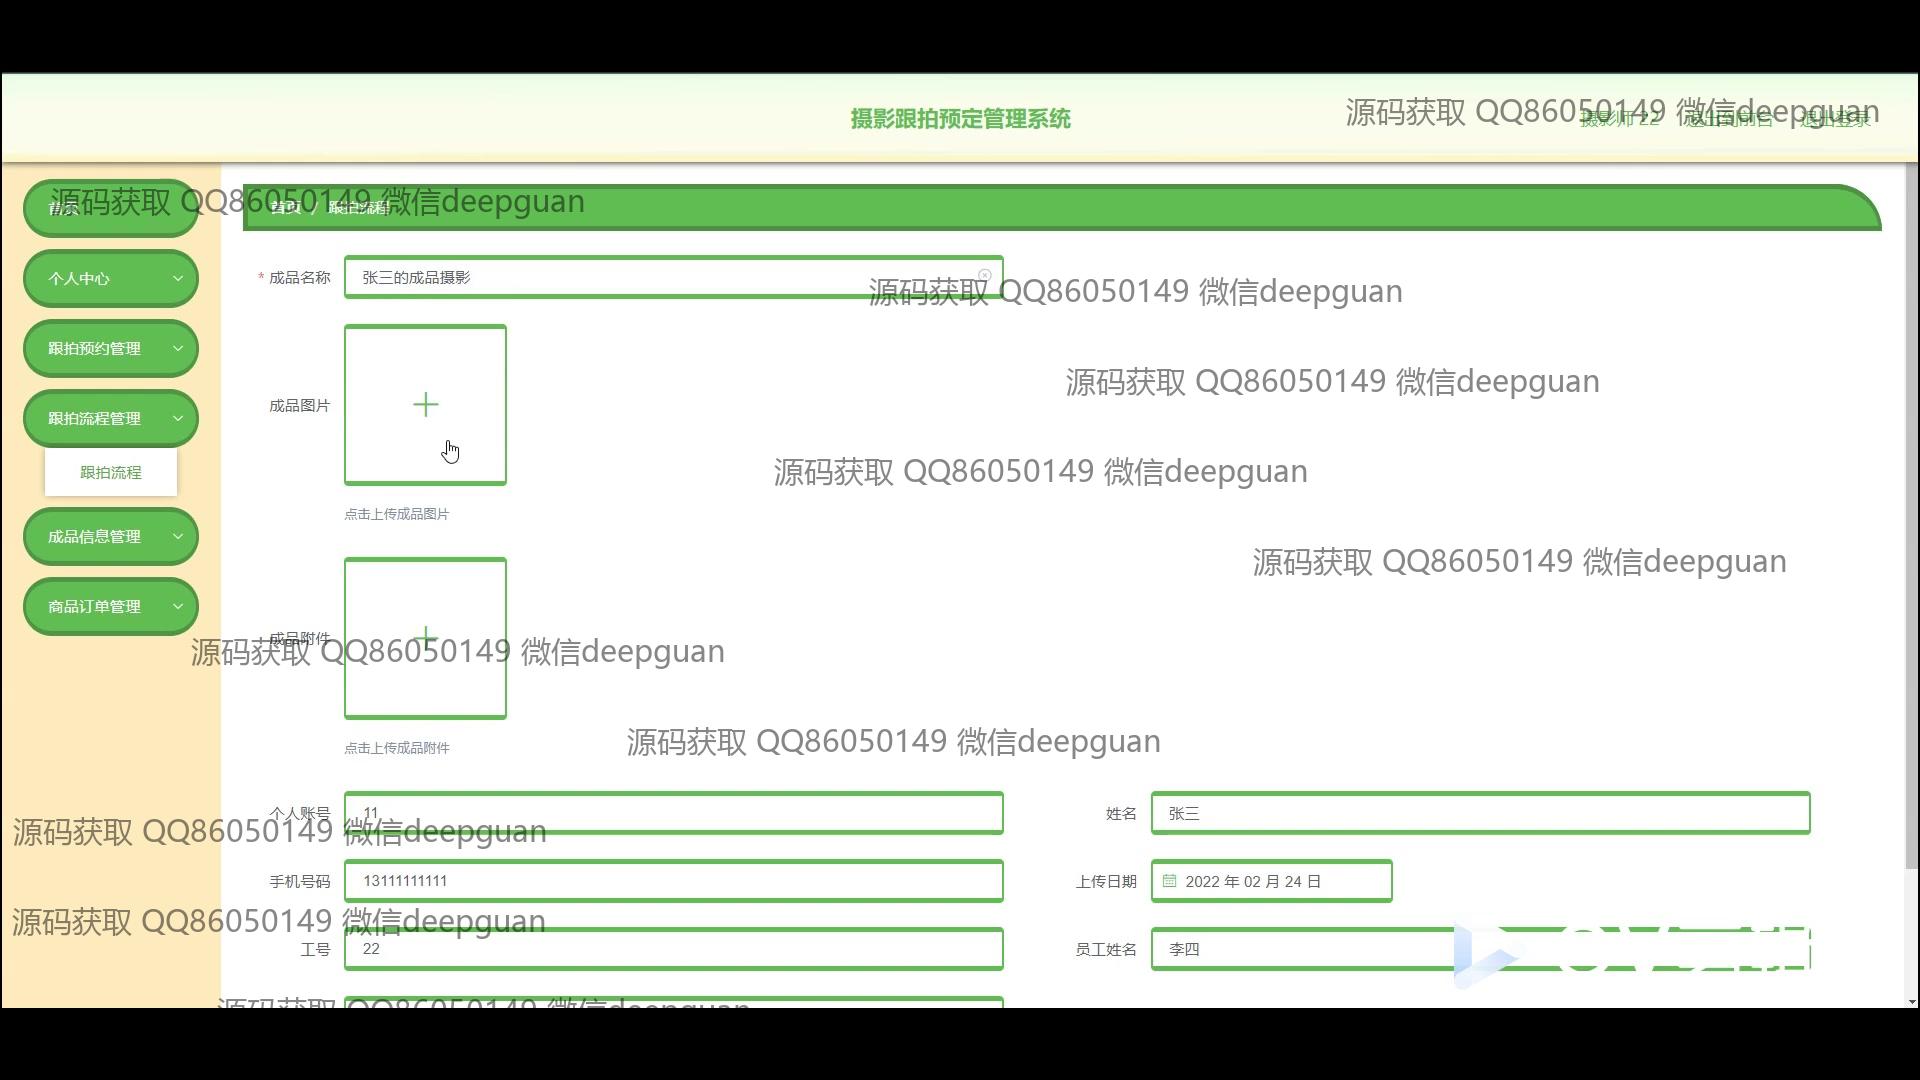 摄影跟拍预定管理系统
源码获取 QQ86050149 微信deepguan
摄影师 22 退出到前台 退出登录
源码获取 QQ86050149 微信deepguan
首页
首页 / 跟拍流程
个人中心
* 成品名称 张三的成品摄影
源码获取 QQ86050149 微信deepguan
跟拍预约管理
源码获取 QQ86050149 微信deepguan
成品图片
跟拍流程管理
跟拍流程
源码获取 QQ86050149 微信deepguan
点击上传成品图片
成品信息管理
源码获取 QQ86050149 微信deepguan
商品订单管理
成品附件
源码获取 QQ86050149 微信deepguan
点击上传成品附件
源码获取 QQ86050149 微信deepguan
个人账号 11 姓名 张三
源码获取 QQ86050149 微信deepguan
手机号码 13111111111 上传日期 2022 年 02 月 24 日
源码获取 QQ86050149 微信deepguan
工号 22 员工姓名 李四
源码获取 QQ86050149 微信deepguan